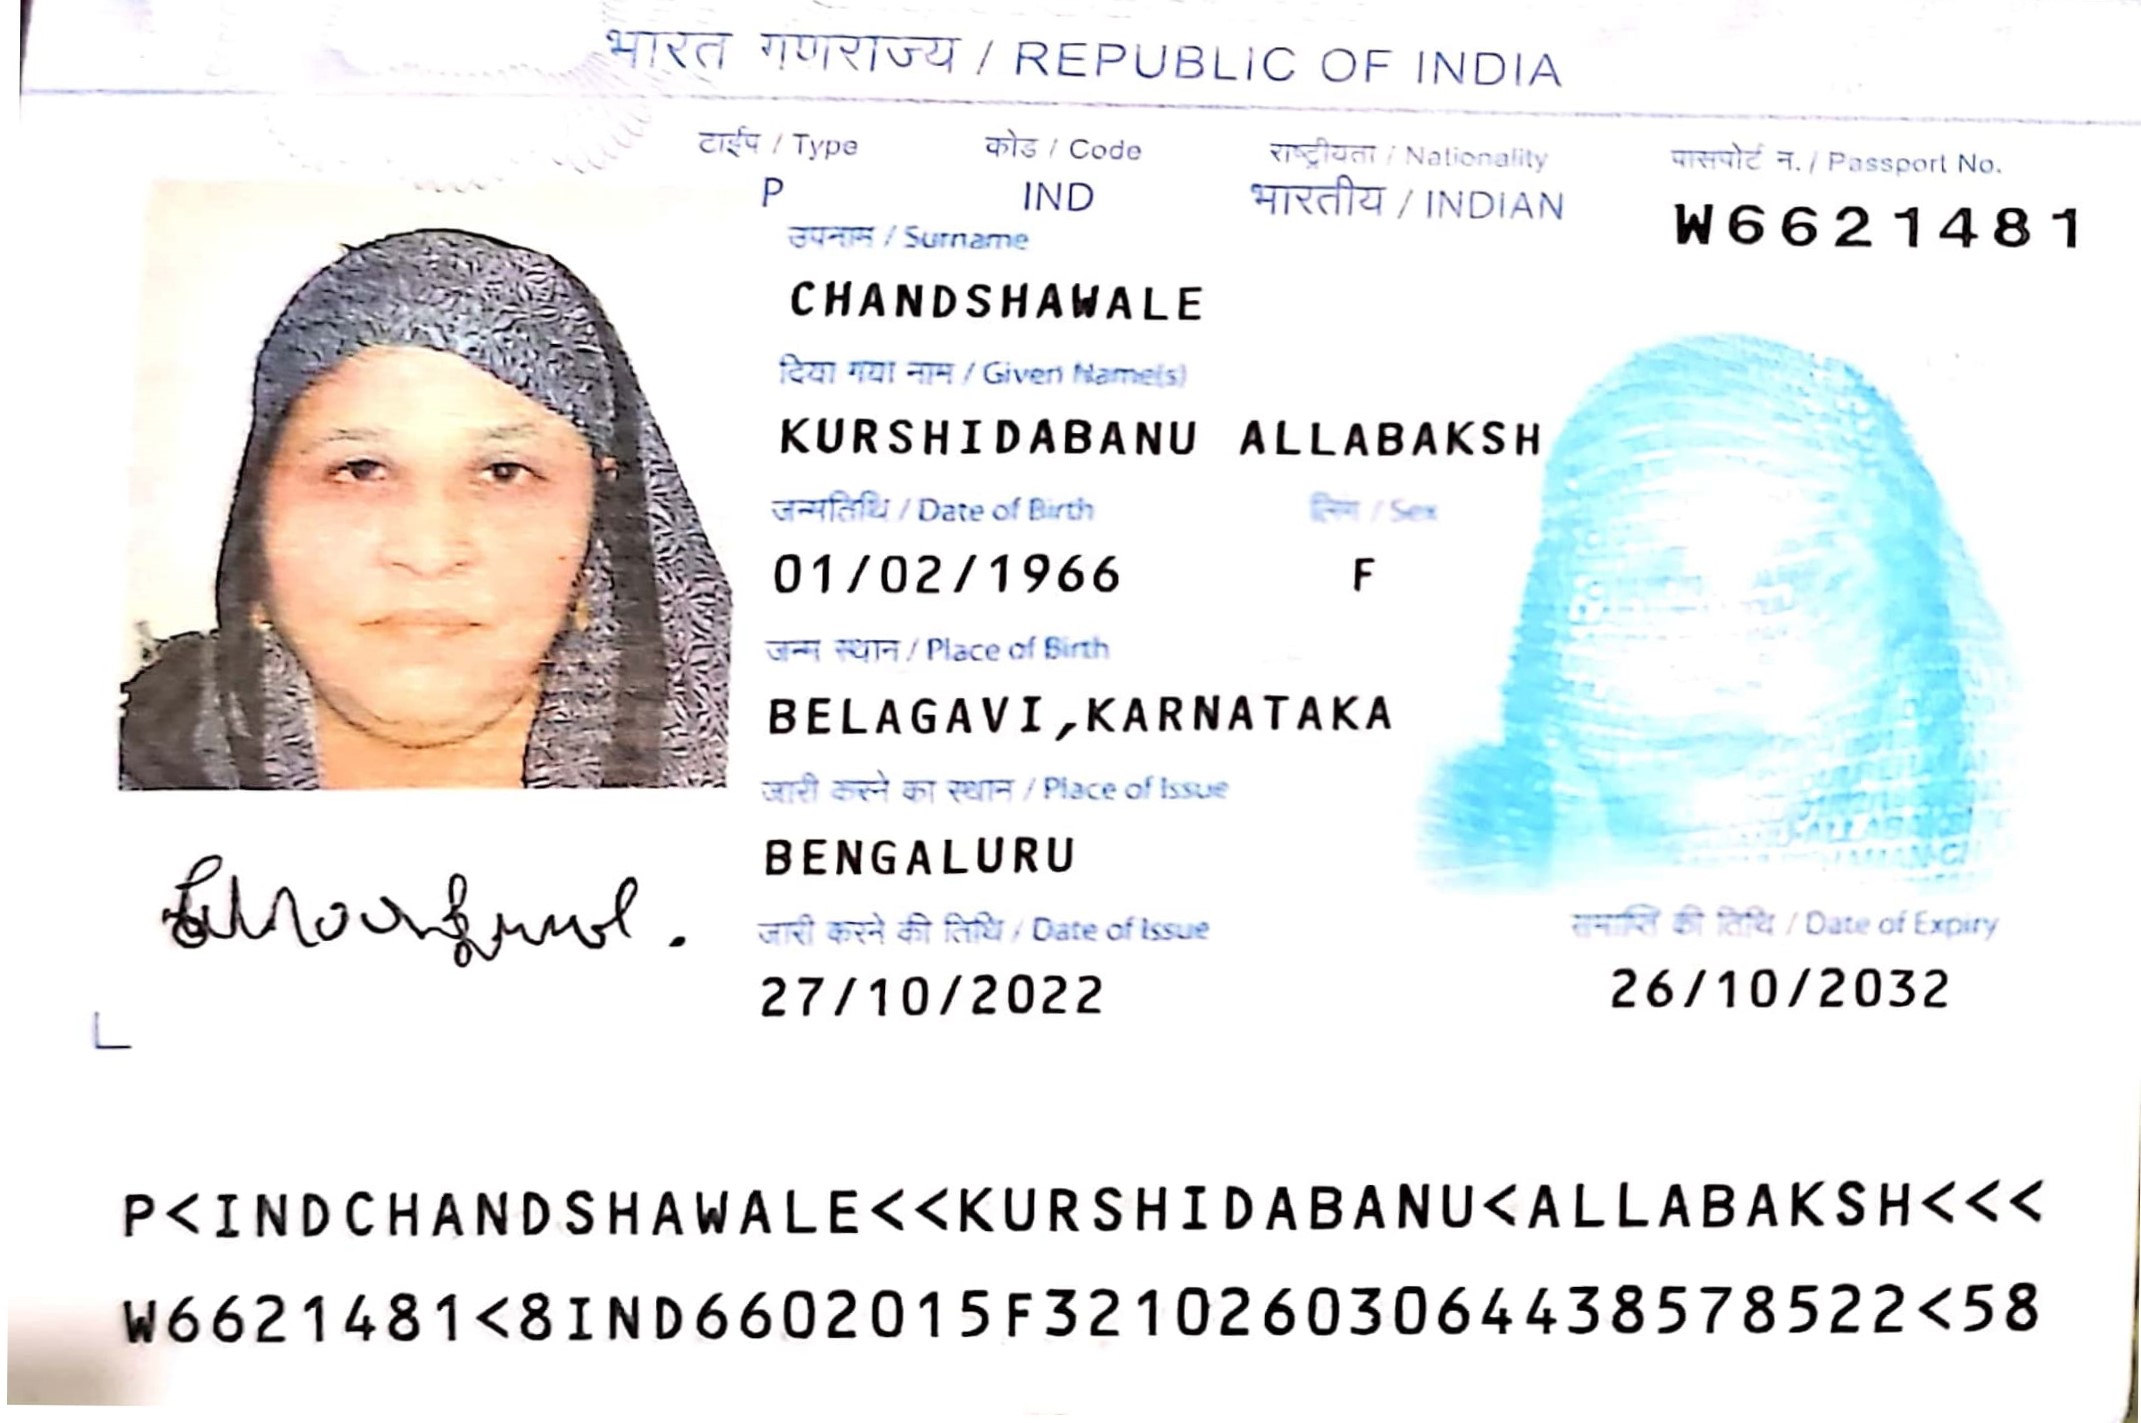 भारत गणराज्य / REPUBLIC OF INDIA
टाईप / Type कोड / Code राष्ट्रीयता / Nationality पासपोर्ट न. / Passport No.
P IND भारतीय / INDIAN W6621481
उपनाम / Surname
CHANDSHAWALE
दिया गया नाम / Given Name(s)
KURSHIDABANU ALLABAKSH
जन्मतिथि / Date of Birth लिंग / Sex
01/02/1966 F
जन्म स्थान / Place of Birth
BELAGAVI,KARNATAKA
जारी करने का स्थान / Place of Issue
BENGALURU
जारी करने की तिथि / Date of Issue समाप्ति की तिथि / Date of Expiry
27/10/2022 26/10/2032
P<INDCHANDSHAWALE<<KURSHIDABANU<ALLABAKSH<<<
W6621481<8IND6602015F32102603064438578522<58